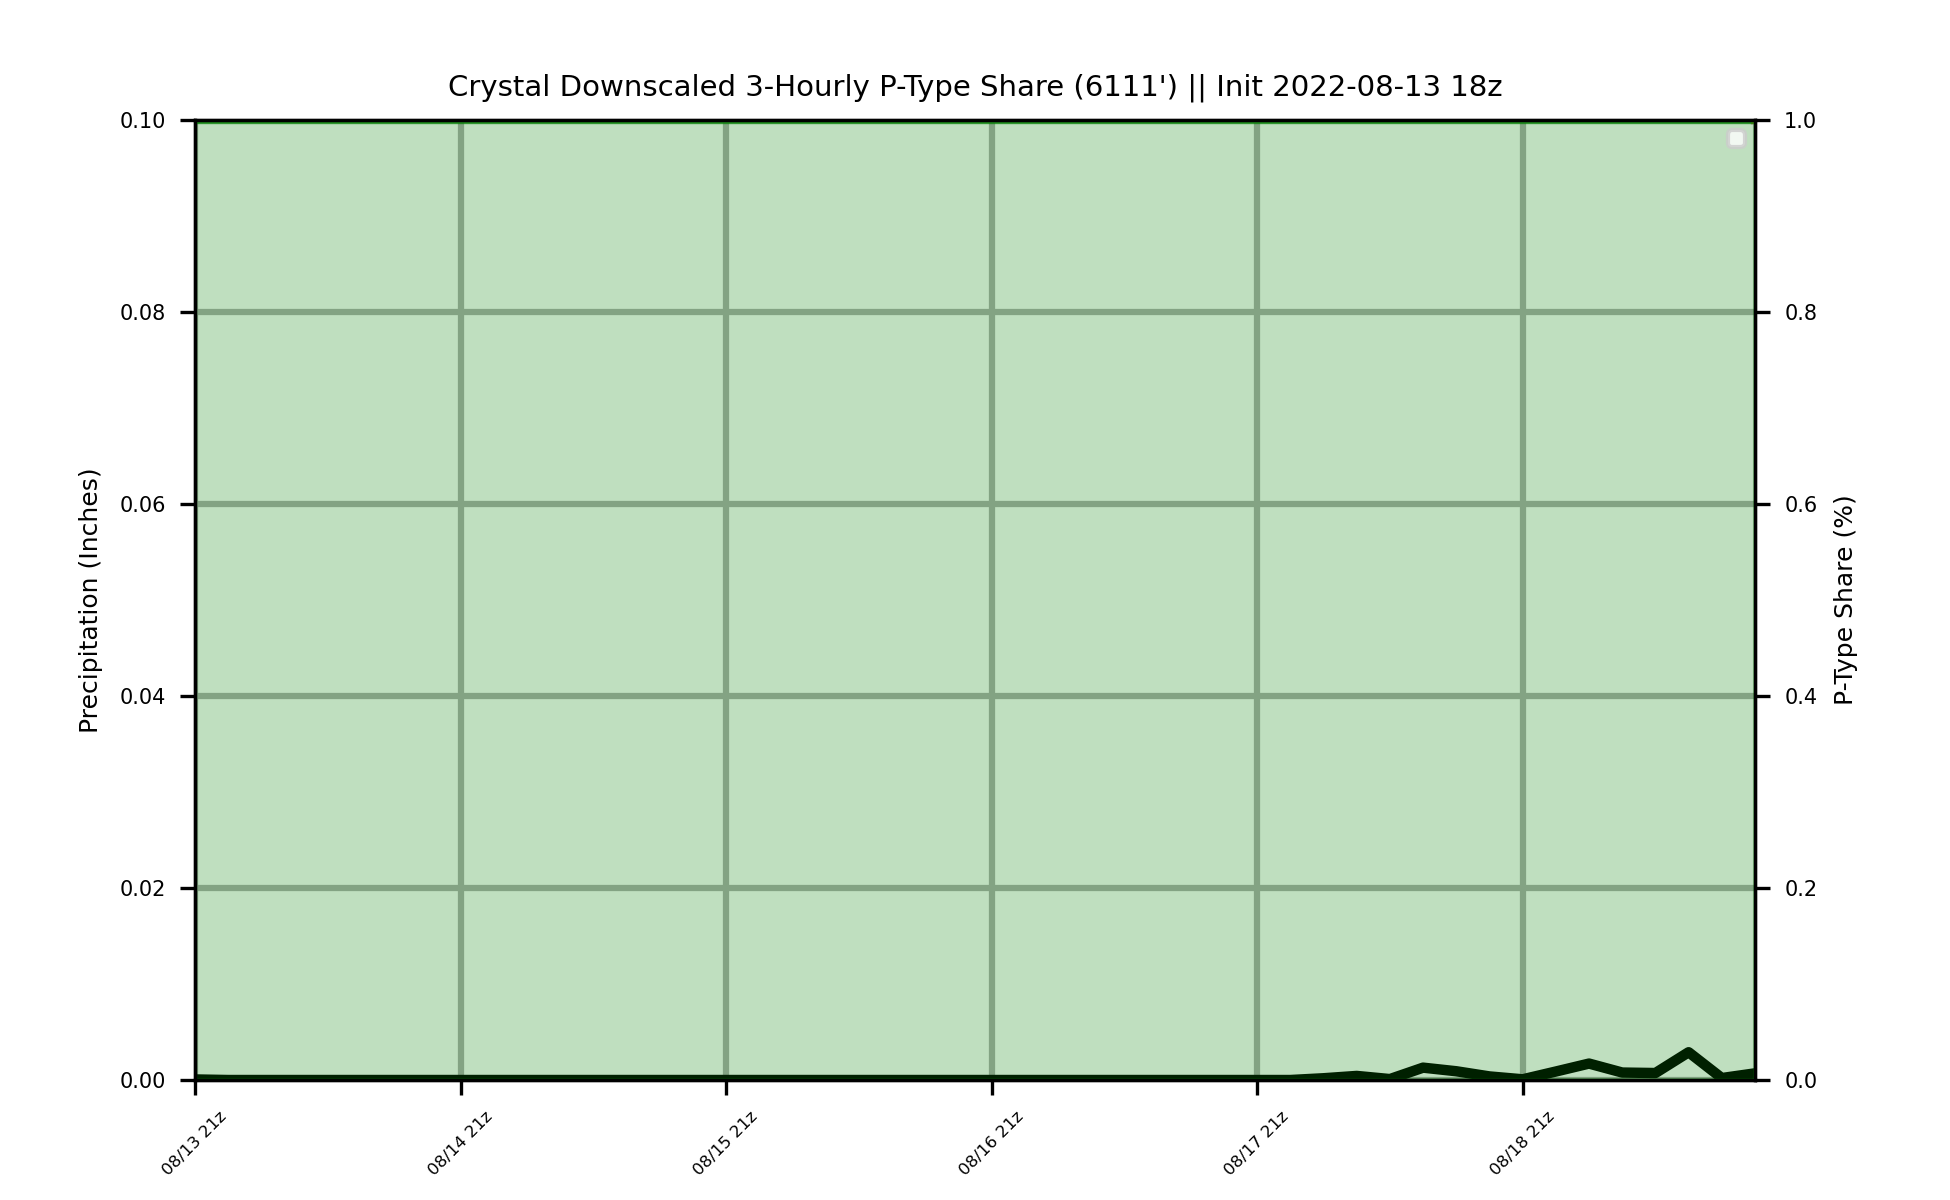 Crystal Downscaled 3-Hourly P-Type Share (6111') || Init 2022-08-13 18z
Precipitation (Inches)
0.10
0.08
0.06
0.04
0.02
0.00
1.0
0.8
0.6
0.4
0.2
0.0
P-Type Share (%)
08/13 21z
08/14 21z
08/15 21z
08/16 21z
08/17 21z
08/18 21z